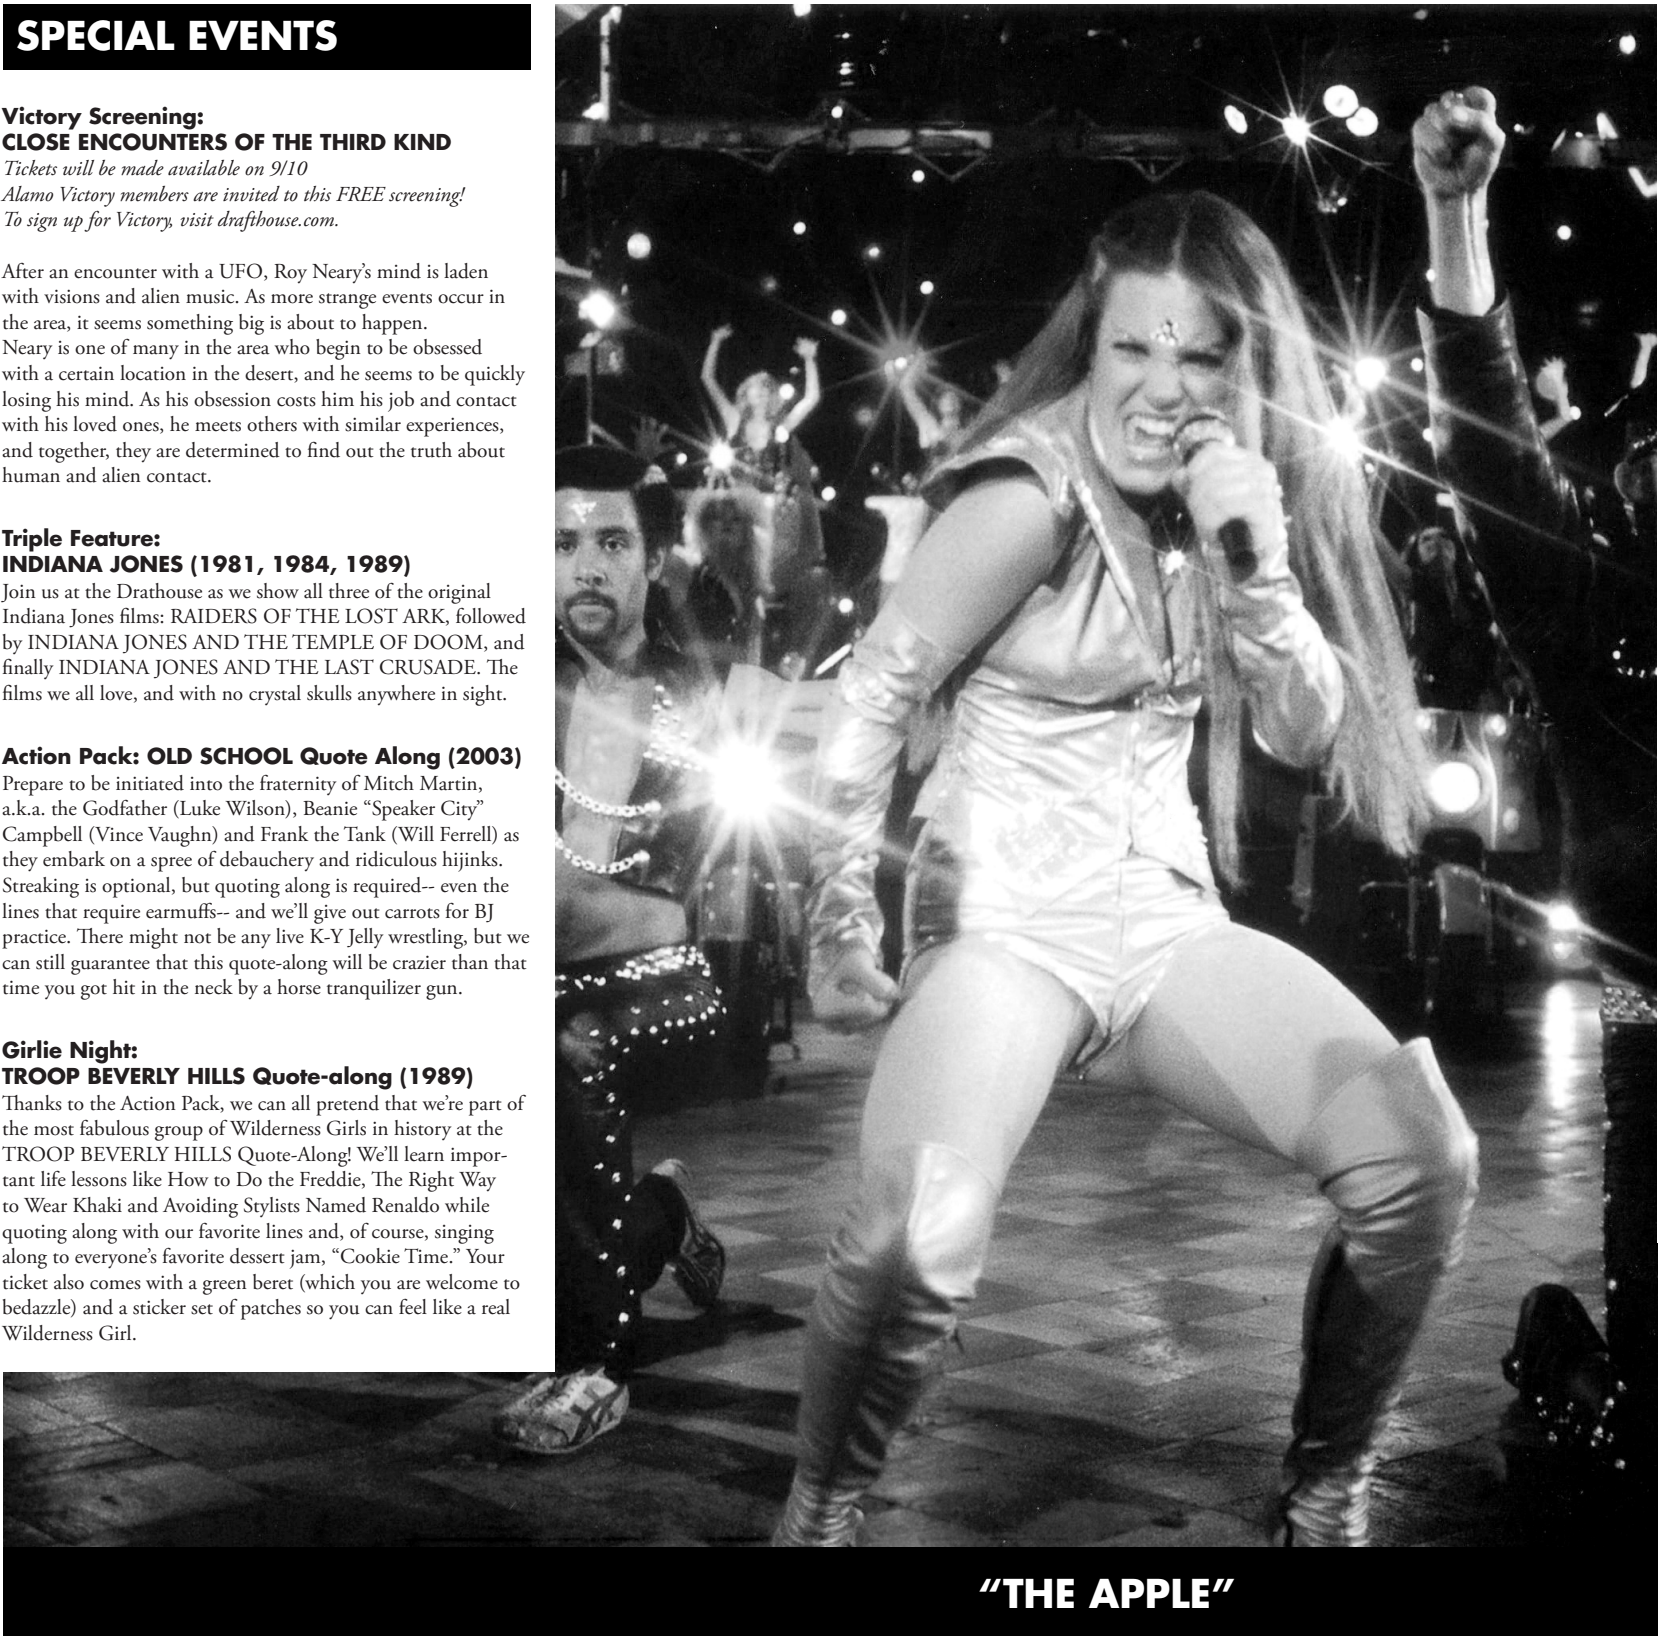 SPECIAL EVENTS
Victory Screening:
CLOSE ENCOUNTERS OF THE THIRD KIND
Tickets will be made available on 9/10
Alamo Victory members are invited to this FREE screening!
To sign up for Victory, visit drafthouse.com.
After an encounter with a UFO, Roy Neary’s mind is laden
with visions and alien music. As more strange events occur in
the area, it seems something big is about to happen.
Neary is one of many in the area who begin to be obsessed
with a certain location in the desert, and he seems to be quickly
losing his mind. As his obsession costs him his job and contact
with his loved ones, he meets others with similar experiences,
and together, they are determined to find out the truth about
human and alien contact.
Triple Feature:
INDIANA JONES (1981, 1984, 1989)
Join us at the Drathouse as we show all three of the original
Indiana Jones films: RAIDERS OF THE LOST ARK, followed
by INDIANA JONES AND THE TEMPLE OF DOOM, and
finally INDIANA JONES AND THE LAST CRUSADE. The
films we all love, and with no crystal skulls anywhere in sight.
Action Pack: OLD SCHOOL Quote Along (2003)
Prepare to be initiated into the fraternity of Mitch Martin,
a.k.a. the Godfather (Luke Wilson), Beanie “Speaker City”
Campbell (Vince Vaughn) and Frank the Tank (Will Ferrell) as
they embark on a spree of debauchery and ridiculous hijinks.
Streaking is optional, but quoting along is required-- even the
lines that require earmuffs-- and we’ll give out carrots for BJ
practice. There might not be any live K-Y Jelly wrestling, but we
can still guarantee that this quote-along will be crazier than that
time you got hit in the neck by a horse tranquilizer gun.
Girlie Night:
TROOP BEVERLY HILLS Quote-along (1989)
Thanks to the Action Pack, we can all pretend that we’re part of
the most fabulous group of Wilderness Girls in history at the
TROOP BEVERLY HILLS Quote-Along! We’ll learn impor-
tant life lessons like How to Do the Freddie, The Right Way
to Wear Khaki and Avoiding Stylists Named Renaldo while
quoting along with our favorite lines and, of course, singing
along to everyone’s favorite dessert jam, “Cookie Time.” Your
ticket also comes with a green beret (which you are welcome to
bedazzle) and a sticker set of patches so you can feel like a real
Wilderness Girl.
“THE APPLE”